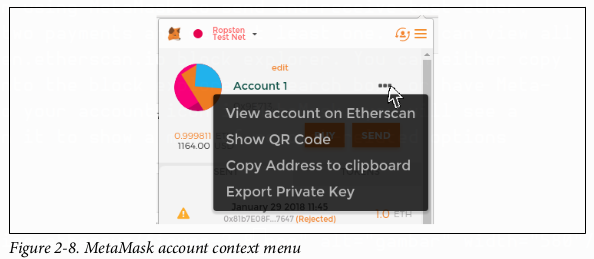 Ropsten
Test Net
edit
Account 1
View account on Etherscan
Show QR Code
0.999811
SEND
1164.00
Copy Address to clipboard
Export Private Key
January 29 2018 11:45
0x81b7E08F...7647 (Rejected)
1.0 ETH
Figure 2-8. MetaMask account context menu